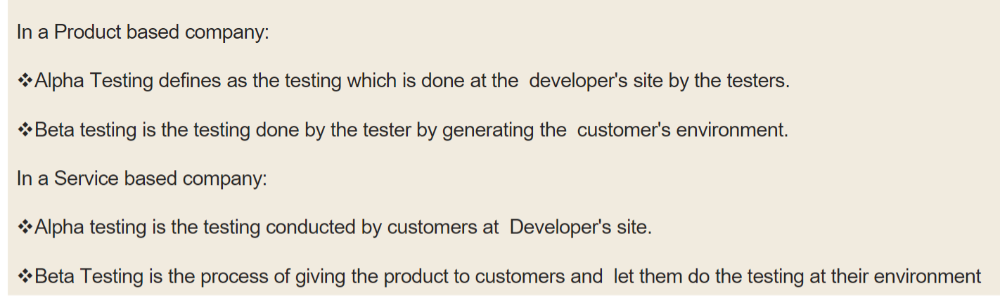 In a Product based company:
❖Alpha Testing defines as the testing which is done at the  developer's site by the testers.
❖Beta testing is the testing done by the tester by generating the  customer's environment.
In a Service based company:
❖Alpha testing is the testing conducted by customers at  Developer's site.
❖Beta Testing is the process of giving the product to customers and  let them do the testing at their environment